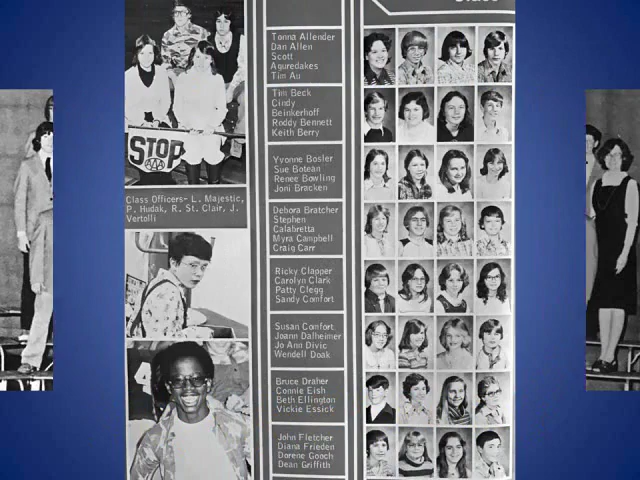 Class
Tonna Allender
Dan Allen
Scott
Aguredakes
Tim Au
Tim Beck
Cindy
Beinkerhoff
Roddy Bennett
Keith Berry
STOP
AAA
Yvonne Bosler
Sue Botean
Renee Bowling
Joni Bracken
Class Officers- L. Majestic,
P. Hudak, R. St. Clair, J.
Vertolli
Debora Bratcher
Stephen
Calabretta
Myra Campbell
Craig Carr
Ricky Clapper
Carolyn Clark
Patty Clegg
Sandy Comfort
Susan Comfort
Joann Dalheimer
Jo Ann Divic
Wendell Doak
Bruce Draher
Connie Eish
Beth Ellington
Vickie Essick
John Fletcher
Diana Frieden
Dorene Gooch
Dean Griffith